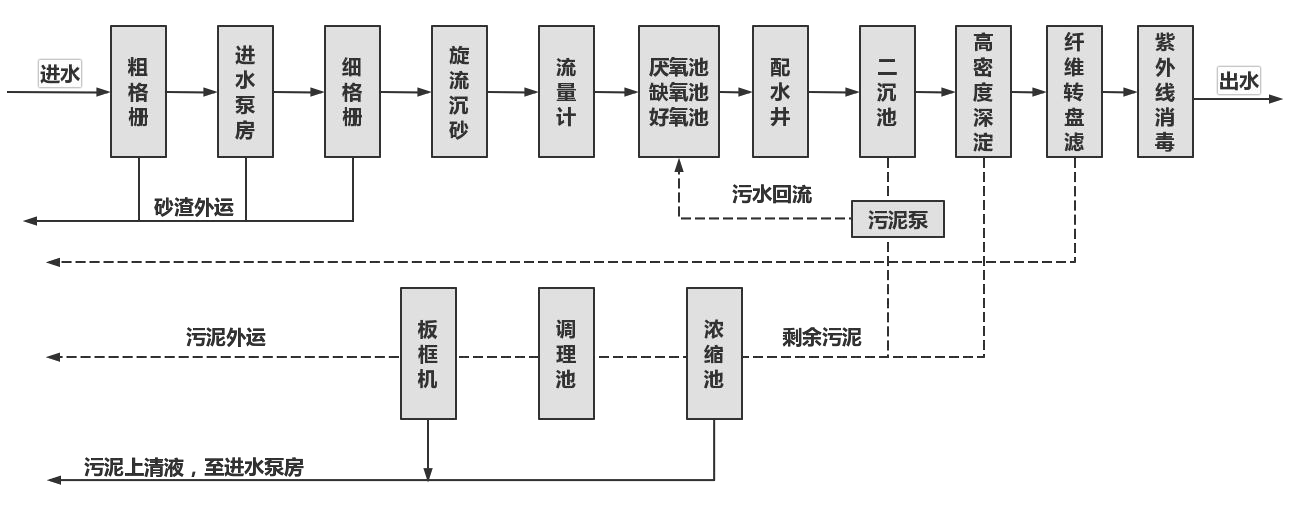 进水
粗格栅
进水泵房
细格栅
旋流沉砂
流量计
厌氧池
缺氧池
好氧池
配水井
二沉池
高密度深淀
纤维转盘滤
紫外线消毒
出水
砂渣外运
污水回流
污泥泵
污泥外运
板框机
调理池
浓缩池
剩余污泥
污泥上清液，至进水泵房